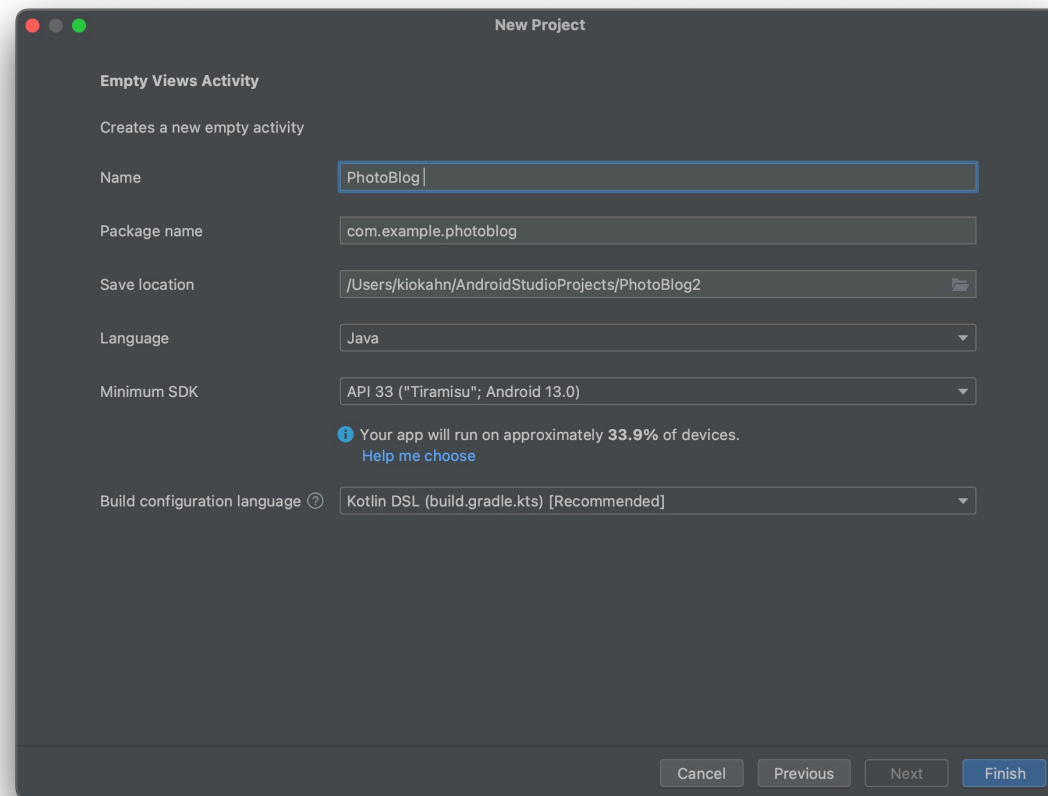 New Project
Empty Views Activity
Creates a new empty activity
Name PhotoBlog
Package name com.example.photoblog
Save location /Users/kiokahn/AndroidStudioProjects/PhotoBlog2
Language Java
Minimum SDK API 33 ("Tiramisu"; Android 13.0)
Your app will run on approximately 33.9% of devices.
Help me choose
Build configuration language Kotlin DSL (build.gradle.kts) [Recommended]
Cancel Previous Next Finish